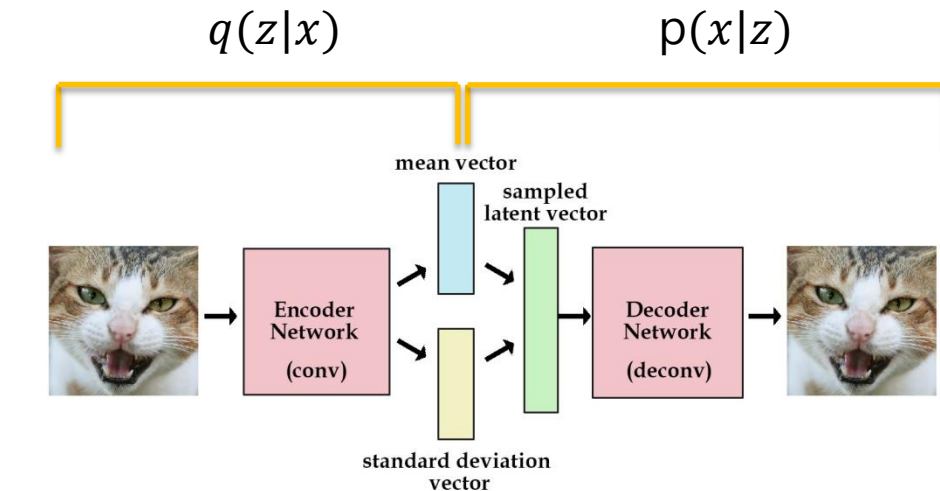 q(z|x)
p(x|z)
mean vector
sampled
latent vector
Encoder
Network
(conv)
Decoder
Network
(deconv)
standard deviation
vector